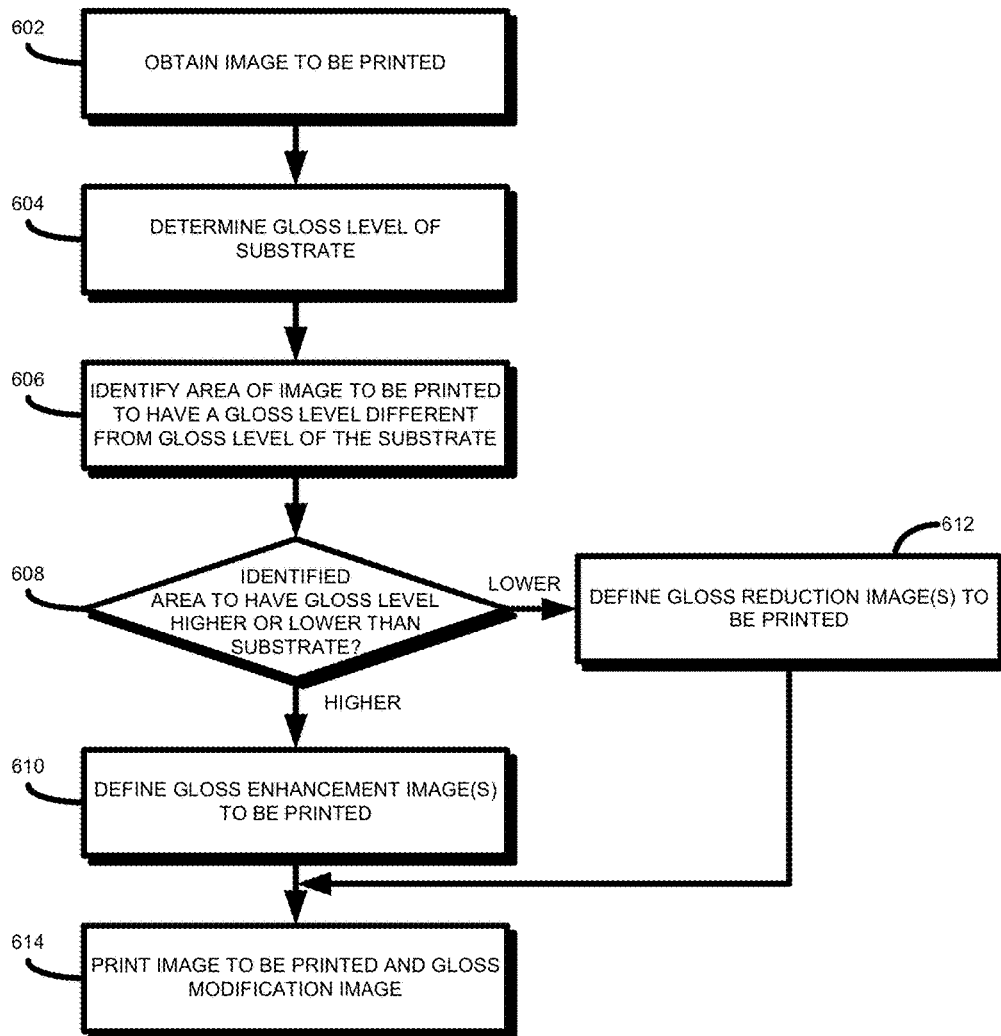 602
OBTAIN IMAGE TO BE PRINTED
604
DETERMINE GLOSS LEVEL OF
SUBSTRATE
606
IDENTIFY AREA OF IMAGE TO BE PRINTED
TO HAVE A GLOSS LEVEL DIFFERENT
FROM GLOSS LEVEL OF THE SUBSTRATE
608
IDENTIFIED
AREA TO HAVE GLOSS LEVEL
HIGHER OR LOWER THAN
SUBSTRATE?
LOWER
612
DEFINE GLOSS REDUCTION IMAGE(S) TO
BE PRINTED
HIGHER
610
DEFINE GLOSS ENHANCEMENT IMAGE(S)
TO BE PRINTED
614
PRINT IMAGE TO BE PRINTED AND GLOSS
MODIFICATION IMAGE